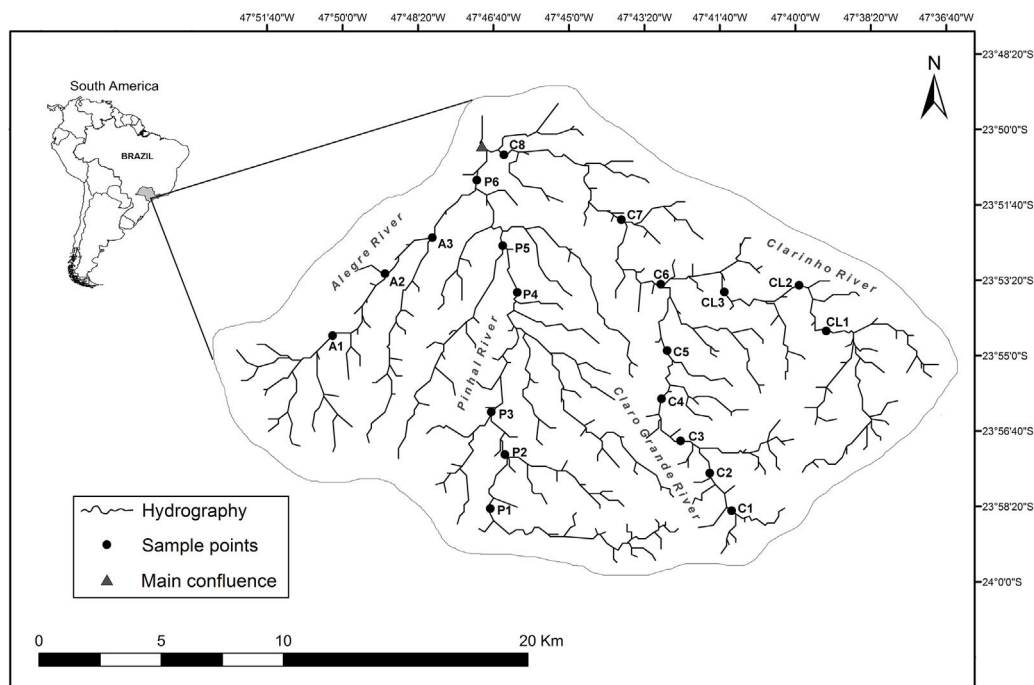 47°51'40"W 47°50'0"W 47°48'20"W 47°46'40"W 47°45'0"W 47°43'20"W 47°41'40"W 47°40'0"W 47°38'20"W 47°36'40"W
23°48'20"S
23°50'0"S
23°51'40"S
23°53'20"S
23°55'0"S
23°56'40"S
23°58'20"S
24°0'0"S
N
South America
BRAZIL
C8
P6
C7
Alegre River
A3
P5
Clarinho River
A2
C6
CL2
P4
CL3
A1
CL1
Pinhal River
C5
C4
P3
Claro Grande River
C3
P2
C2
P1
C1
Hydrography
Sample points
Main confluence
0 5 10 20 Km